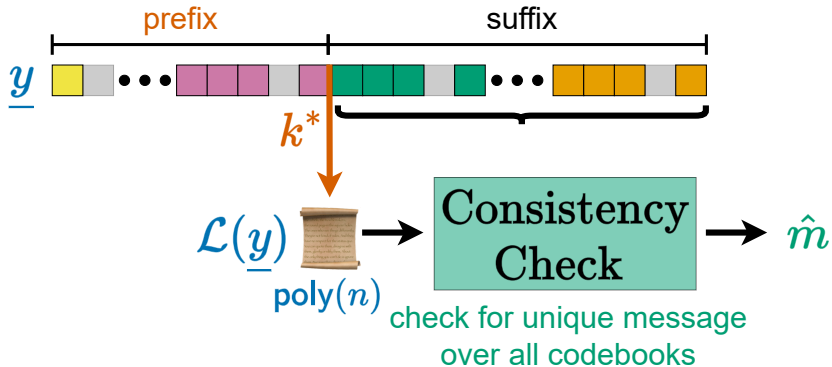 prefix suffix
y
k*
𝓛(y) poly(n)
Consistency
Check
m̂
check for unique message
over all codebooks